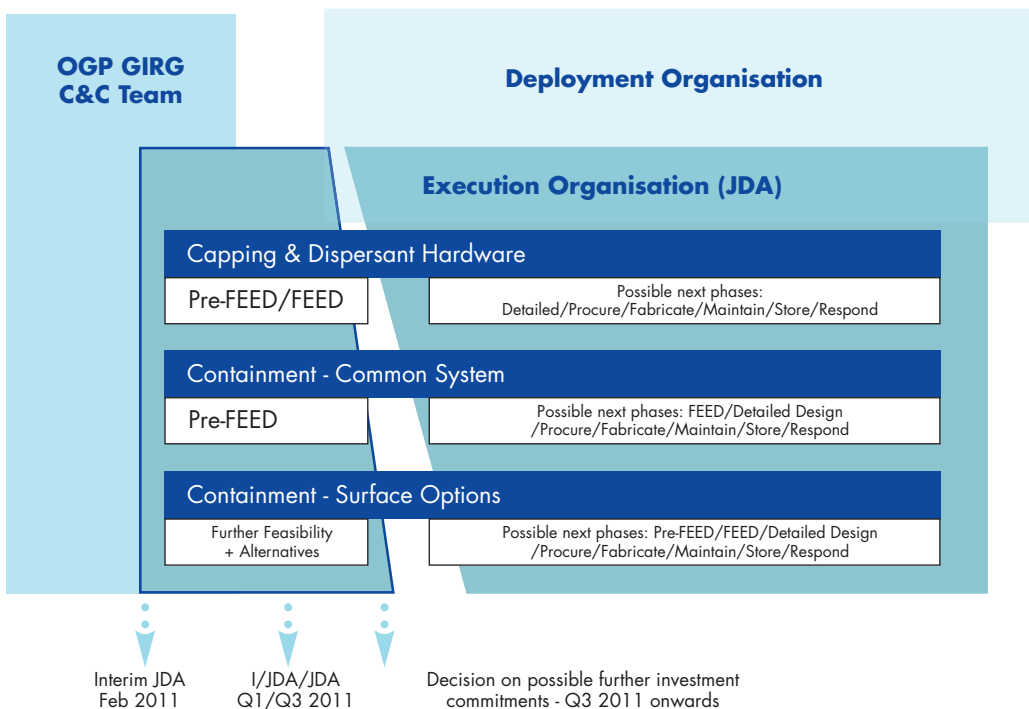 OGP GIRG
C&C Team
Deployment Organisation
Execution Organisation (JDA)
Capping & Dispersant Hardware
Pre-FEED/FEED
Possible next phases:
Detailed/Procure/Fabricate/Maintain/Store/Respond
Containment - Common System
Pre-FEED
Possible next phases: FEED/Detailed Design
/Procure/Fabricate/Maintain/Store/Respond
Containment - Surface Options
Further Feasibility
+ Alternatives
Possible next phases: Pre-FEED/FEED/Detailed Design
/Procure/Fabricate/Maintain/Store/Respond
Interim JDA
Feb 2011
I/JDA/JDA
Q1/Q3 2011
Decision on possible further investment
commitments - Q3 2011 onwards